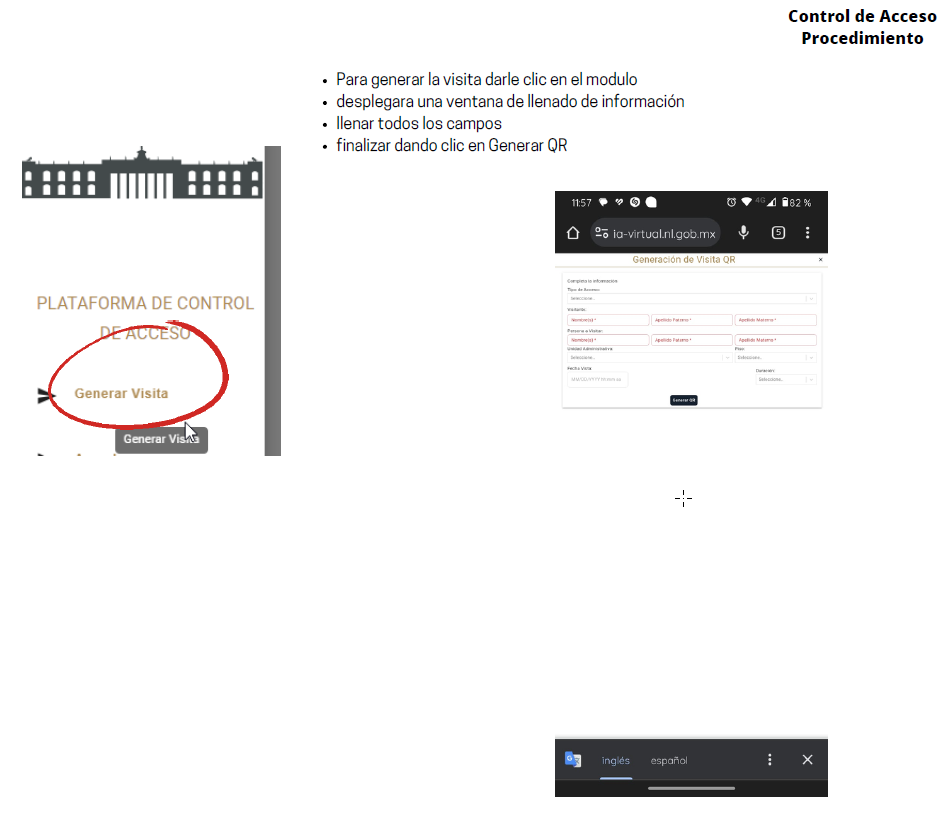 Control de Acceso
Procedimiento
• Para generar la visita darle clic en el modulo
• desplegara una ventana de llenado de información
• llenar todos los campos
• finalizar dando clic en Generar QR
PLATAFORMA DE CONTROL
DE ACCESO
Generar Visita
Generar Visita
11:57 4G 82 %
ia-virtual.nl.gob.mx 5
Generación de Visita QR ×
Completa la información
Tipo de Acceso:
Seleccione..
Visitante:
Nombre(s) * Apellido Paterno * Apellido Materno *
Persona a Visitar:
Nombre(s) * Apellido Paterno * Apellido Materno *
Unidad Administrativa: Piso:
Seleccione.. Seleccione..
Fecha Visita:
Duración:
MM/DD/YYYY hh:mm aa Seleccione..
Generar QR
inglés español